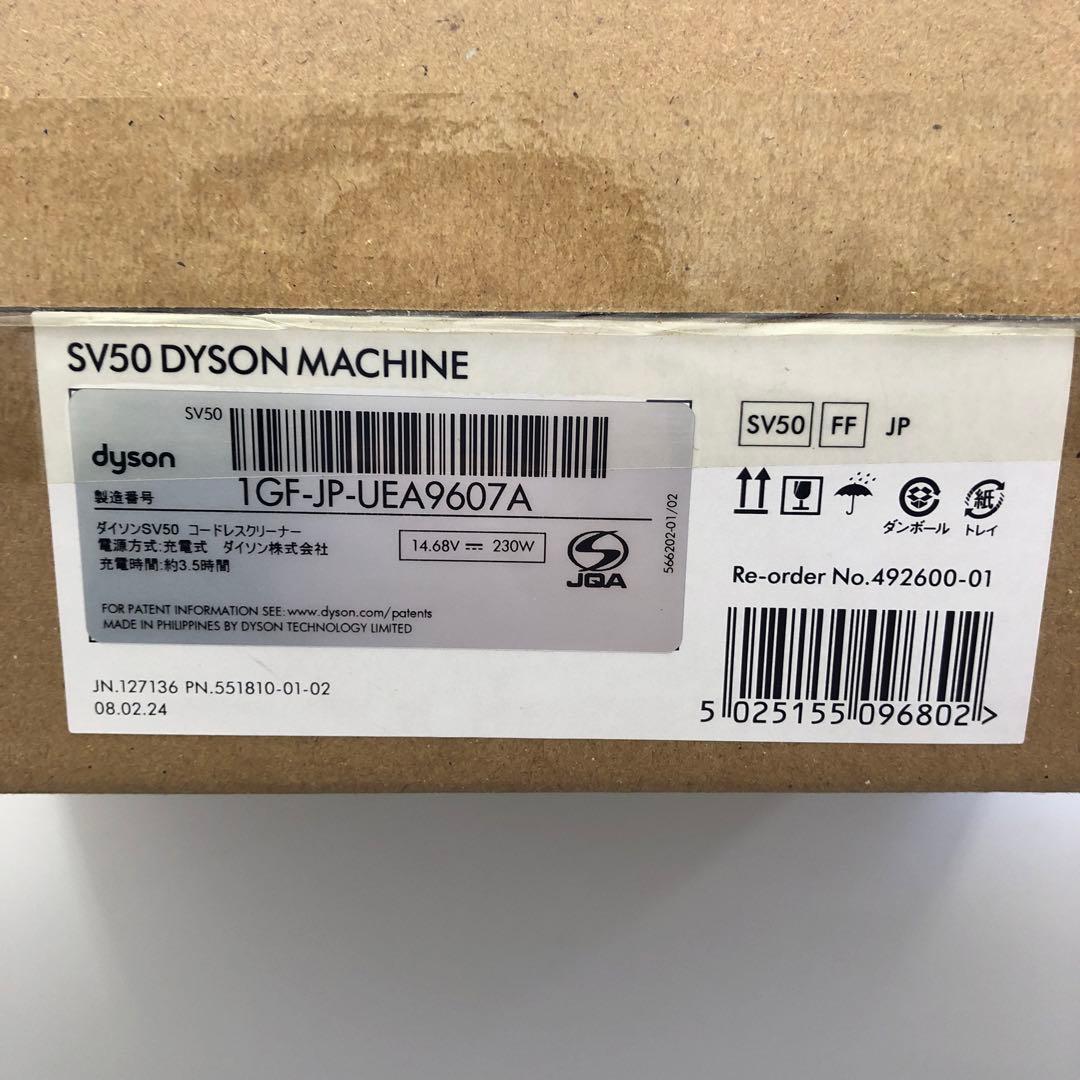 SV50 DYSON MACHINE
SV50
dyson
製造番号
1GF-JP-UEA9607A
ダイソンSV50 コードレスクリーナー
電源方式:充電式 ダイソン株式会社
充電時間:約3.5時間
14.68V ⎓ 230W
JQA
566202-01/02
FOR PATENT INFORMATION SEE: www.dyson.com/patents
MADE IN PHILIPPINES BY DYSON TECHNOLOGY LIMITED
JN.127136 PN.551810-01-02
08.02.24
SV50 FF JP
紙
ダンボール トレイ
Re-order No.492600-01
5 025155 096802 >